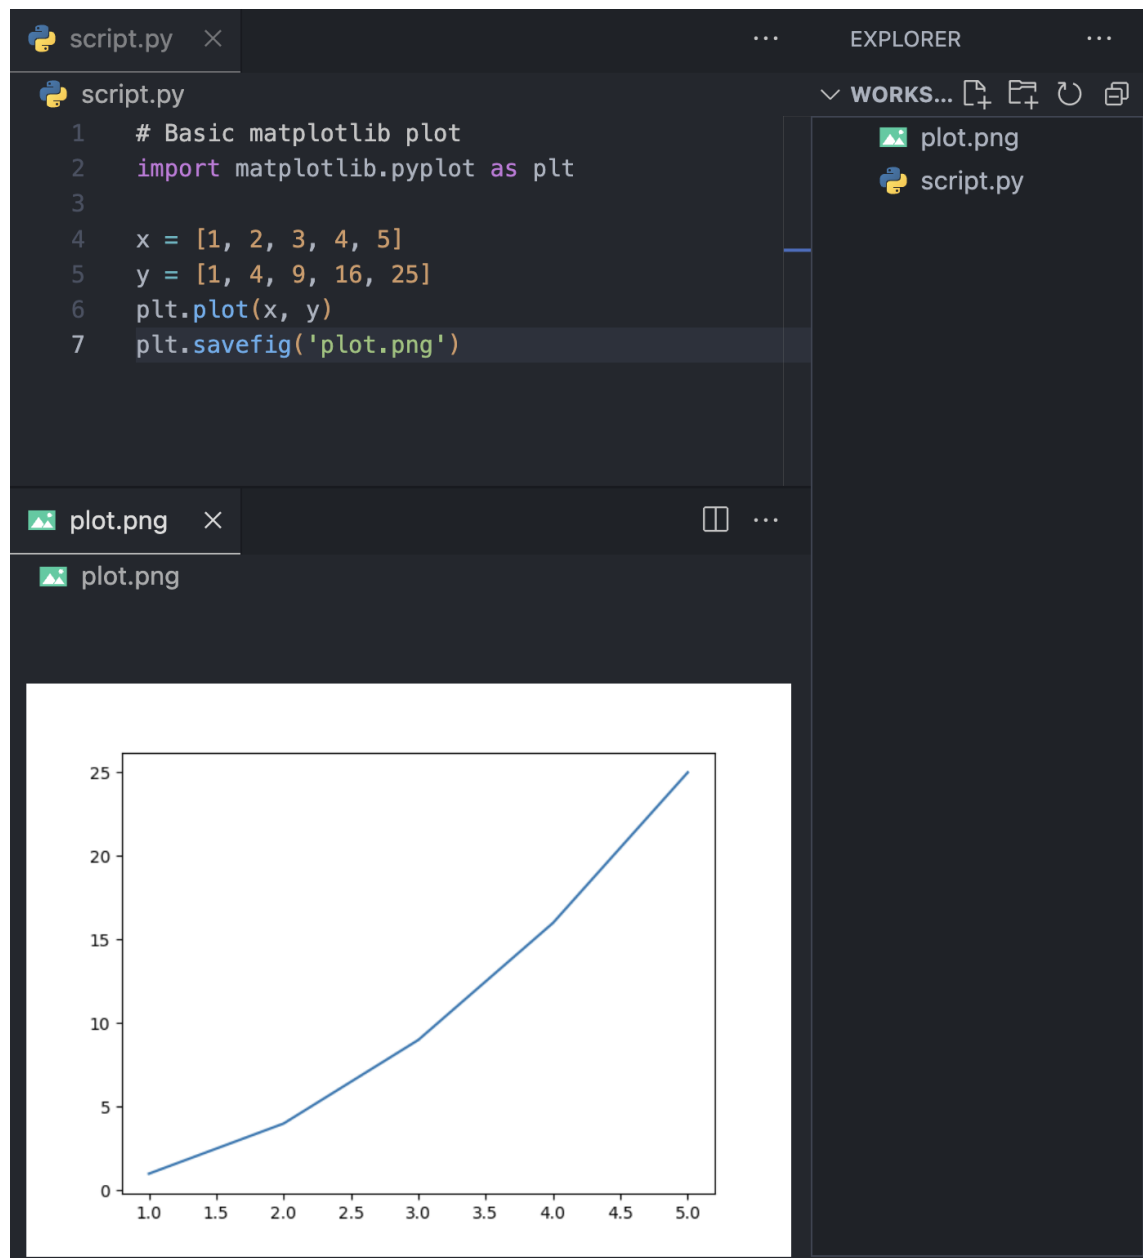 script.py
EXPLORER
script.py
WORKS...
1 # Basic matplotlib plot
2 import matplotlib.pyplot as plt
3
4 x = [1, 2, 3, 4, 5]
5 y = [1, 4, 9, 16, 25]
6 plt.plot(x, y)
7 plt.savefig('plot.png')
plot.png
script.py
plot.png
plot.png
25
20
15
10
5
0
1.0 1.5 2.0 2.5 3.0 3.5 4.0 4.5 5.0